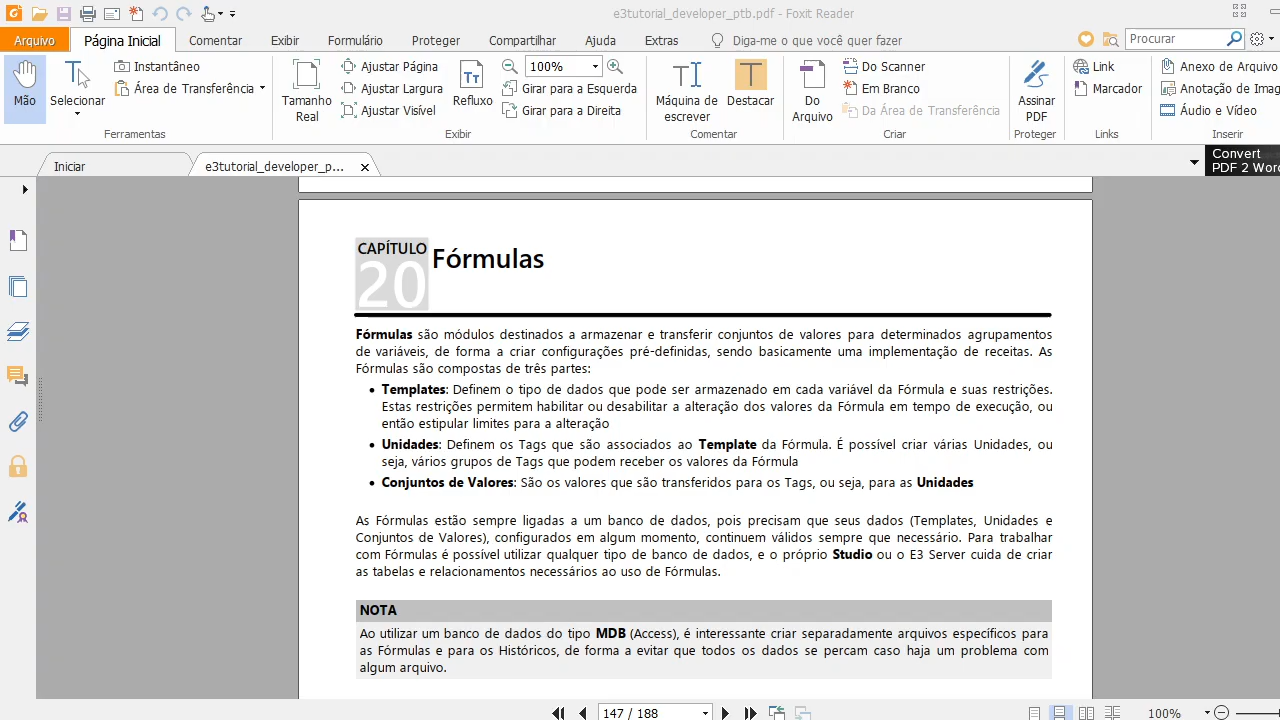 e3tutorial_developer_ptb.pdf - Foxit Reader
Arquivo Página Inicial Comentar Exibir Formulário Proteger Compartilhar Ajuda Extras Diga-me o que você quer fazer Procurar
Mão
Selecionar
Instantâneo
Área de Transferência
Ferramentas
Tamanho
Real
Ajustar Página
Ajustar Largura
Ajustar Visível
Refluxo
100%
Girar para a Esquerda
Girar para a Direita
Exibir
Máquina de
escrever
Destacar
Comentar
Do
Arquivo
Do Scanner
Em Branco
Da Área de Transferência
Criar
Assinar
PDF
Proteger
Link
Marcador
Links
Anexo de Arquivo
Anotação de Imag
Áudio e Vídeo
Inserir
Iniciar
e3tutorial_developer_p...
Convert
PDF 2 Word
CAPÍTULO
20
Fórmulas
Fórmulas são módulos destinados a armazenar e transferir conjuntos de valores para determinados agrupamentos
de variáveis, de forma a criar configurações pré-definidas, sendo basicamente uma implementação de receitas. As
Fórmulas são compostas de três partes:
• Templates: Definem o tipo de dados que pode ser armazenado em cada variável da Fórmula e suas restrições.
Estas restrições permitem habilitar ou desabilitar a alteração dos valores da Fórmula em tempo de execução, ou
então estipular limites para a alteração
• Unidades: Definem os Tags que são associados ao Template da Fórmula. É possível criar várias Unidades, ou
seja, vários grupos de Tags que podem receber os valores da Fórmula
• Conjuntos de Valores: São os valores que são transferidos para os Tags, ou seja, para as Unidades
As Fórmulas estão sempre ligadas a um banco de dados, pois precisam que seus dados (Templates, Unidades e
Conjuntos de Valores), configurados em algum momento, continuem válidos sempre que necessário. Para trabalhar
com Fórmulas é possível utilizar qualquer tipo de banco de dados, e o próprio Studio ou o E3 Server cuida de criar
as tabelas e relacionamentos necessários ao uso de Fórmulas.
NOTA
Ao utilizar um banco de dados do tipo MDB (Access), é interessante criar separadamente arquivos específicos para
as Fórmulas e para os Históricos, de forma a evitar que todos os dados se percam caso haja um problema com
algum arquivo.
147 / 188
100%